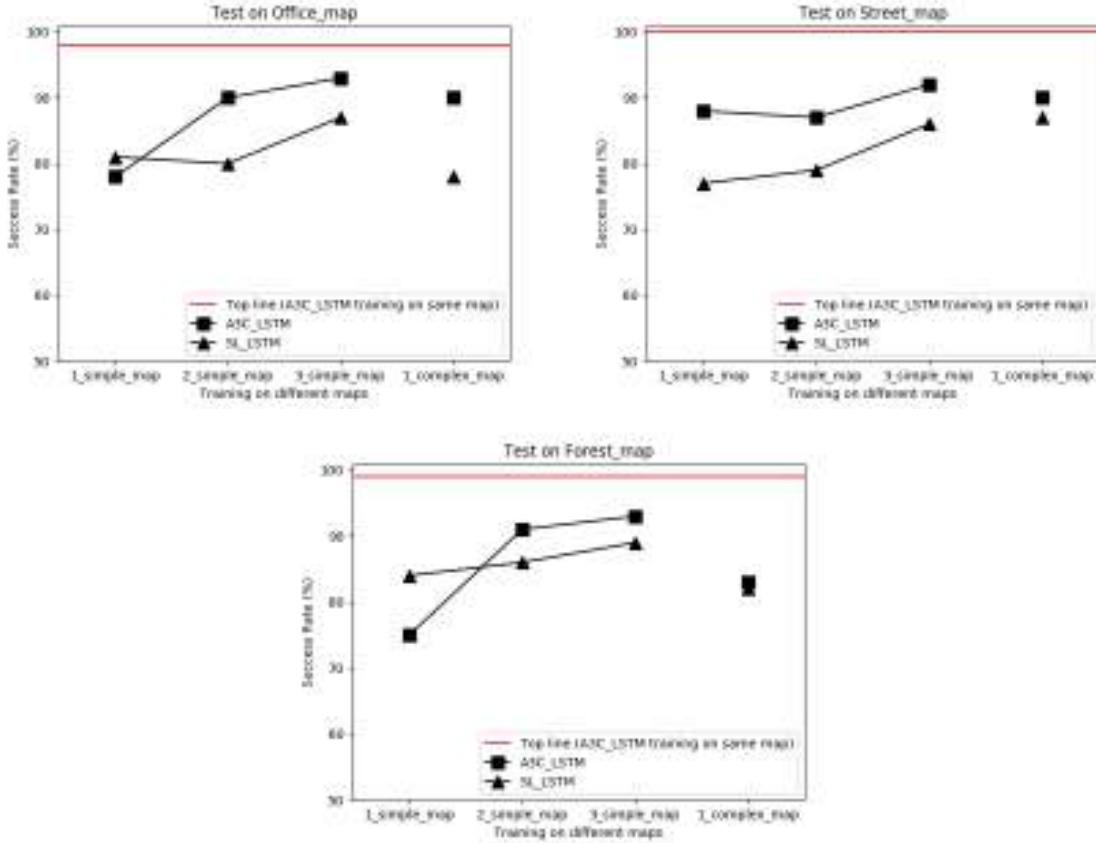 Test on Office_map
100
90
80
70
60
50
Success Rate (%)
Top line (A3C_LSTM training on same map)
A3C_LSTM
SL_LSTM
1_simple_map 2_simple_map 3_simple_map 1_complex_map
Training on different maps
Test on Street_map
100
90
80
70
60
50
Success Rate (%)
Top line (A3C_LSTM training on same map)
A3C_LSTM
SL_LSTM
1_simple_map 2_simple_map 3_simple_map 1_complex_map
Training on different maps
Test on Forest_map
100
90
80
70
60
50
Success Rate (%)
Top line (A3C_LSTM training on same map)
A3C_LSTM
SL_LSTM
1_simple_map 2_simple_map 3_simple_map 1_complex_map
Training on different maps